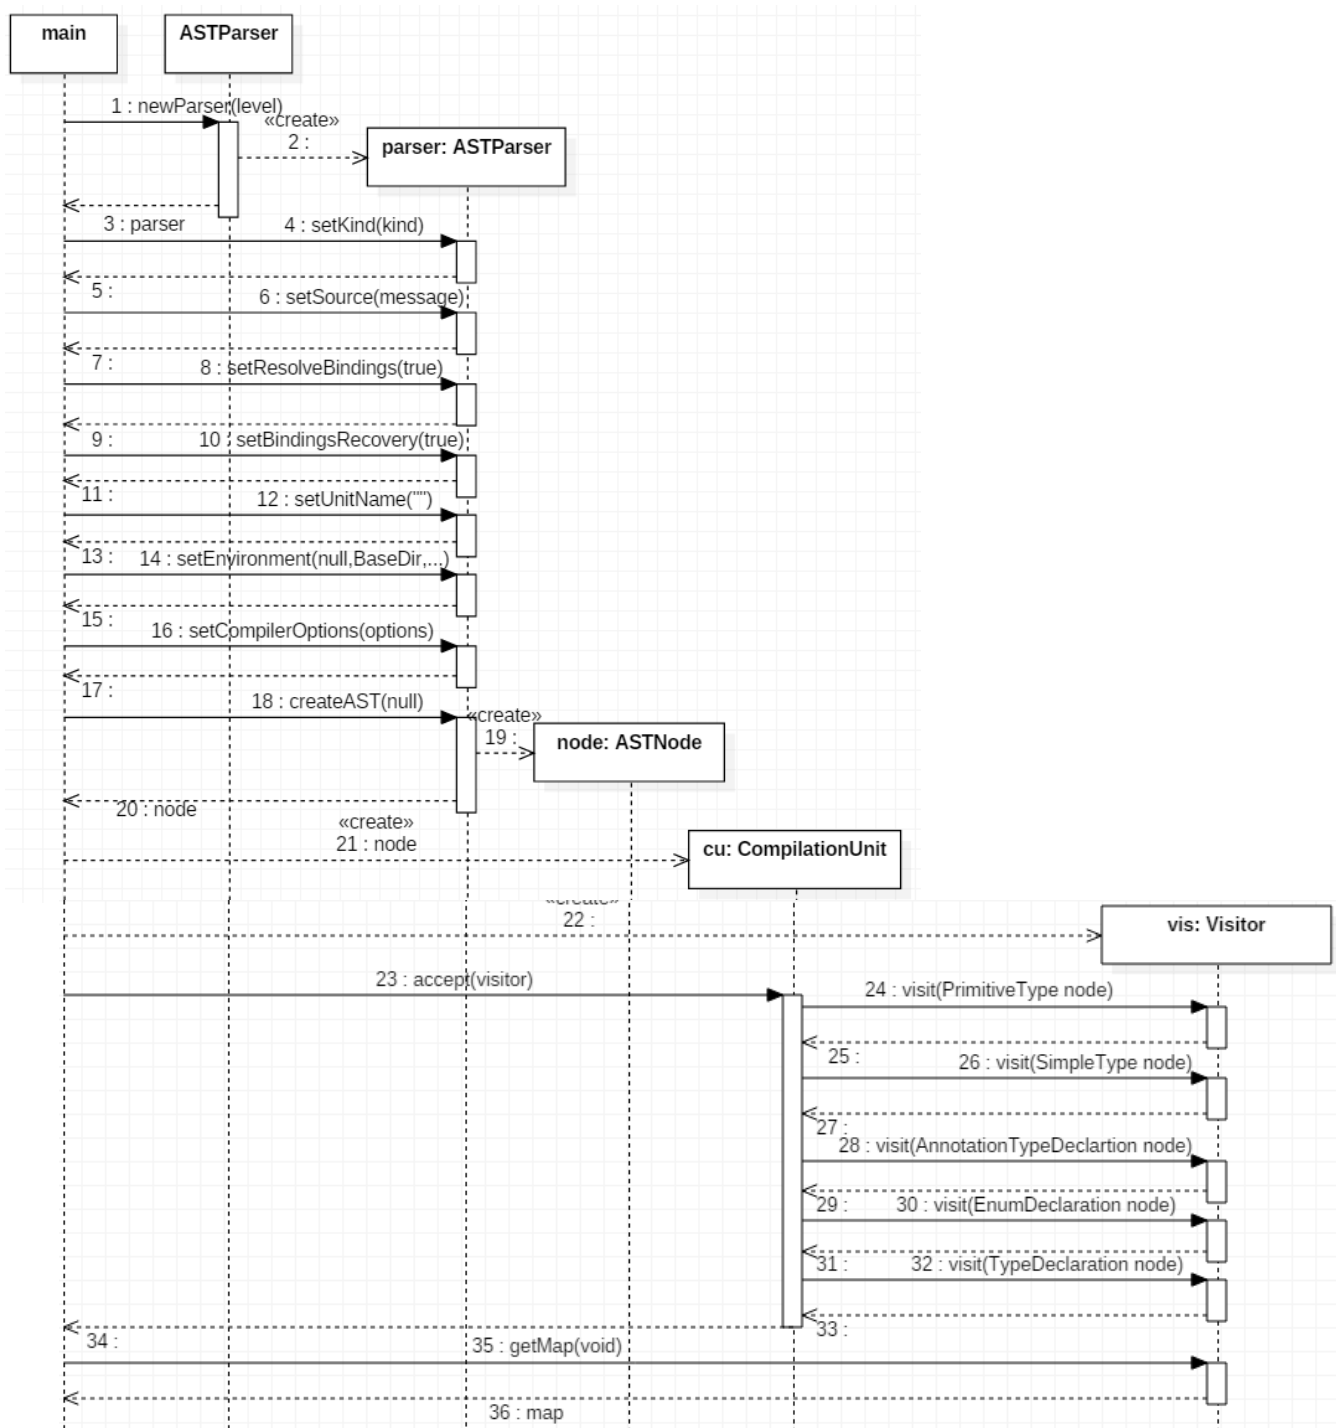 main
ASTParser
1 : newParser(level)
«create»
2 :
parser: ASTParser
3 : parser
4 : setKind(kind)
5 :
6 : setSource(message)
7 :
8 : setResolveBindings(true)
9 :
10 : setBindingsRecovery(true)
11 :
12 : setUnitName("")
13 :
14 : setEnvironment(null,BaseDir,...)
15 :
16 : setCompilerOptions(options)
17 :
18 : createAST(null)
«create»
19 :
node: ASTNode
20 : node
«create»
21 : node
cu: CompilationUnit
«create»
22 :
vis: Visitor
23 : accept(visitor)
24 : visit(PrimitiveType node)
25 :
26 : visit(SimpleType node)
27 :
28 : visit(AnnotationTypeDeclartion node)
29 :
30 : visit(EnumDeclaration node)
31 :
32 : visit(TypeDeclaration node)
33 :
34 :
35 : getMap(void)
36 : map